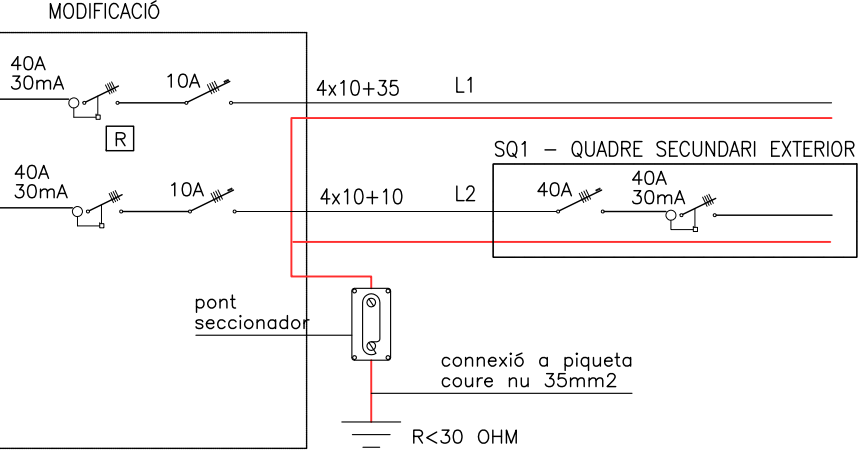 MODIFICACIÓ
40A
30mA
10A
4x10+35
L1
R
SQ1 - QUADRE SECUNDARI EXTERIOR
40A
30mA
10A
4x10+10
L2
40A
40A
30mA
pont
seccionador
connexió a piqueta
coure nu 35mm2
R<30 OHM